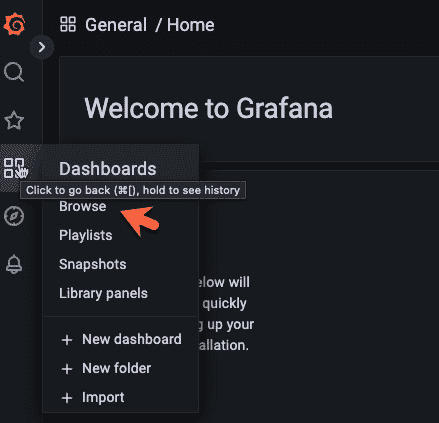 General / Home
Welcome to Grafana
Dashboards
Click to go back (⌘[), hold to see history
Browse
Playlists
Snapshots
Library panels
elow will
quickly
ng up your
allation.
+ New dashboard
+ New folder
+ Import